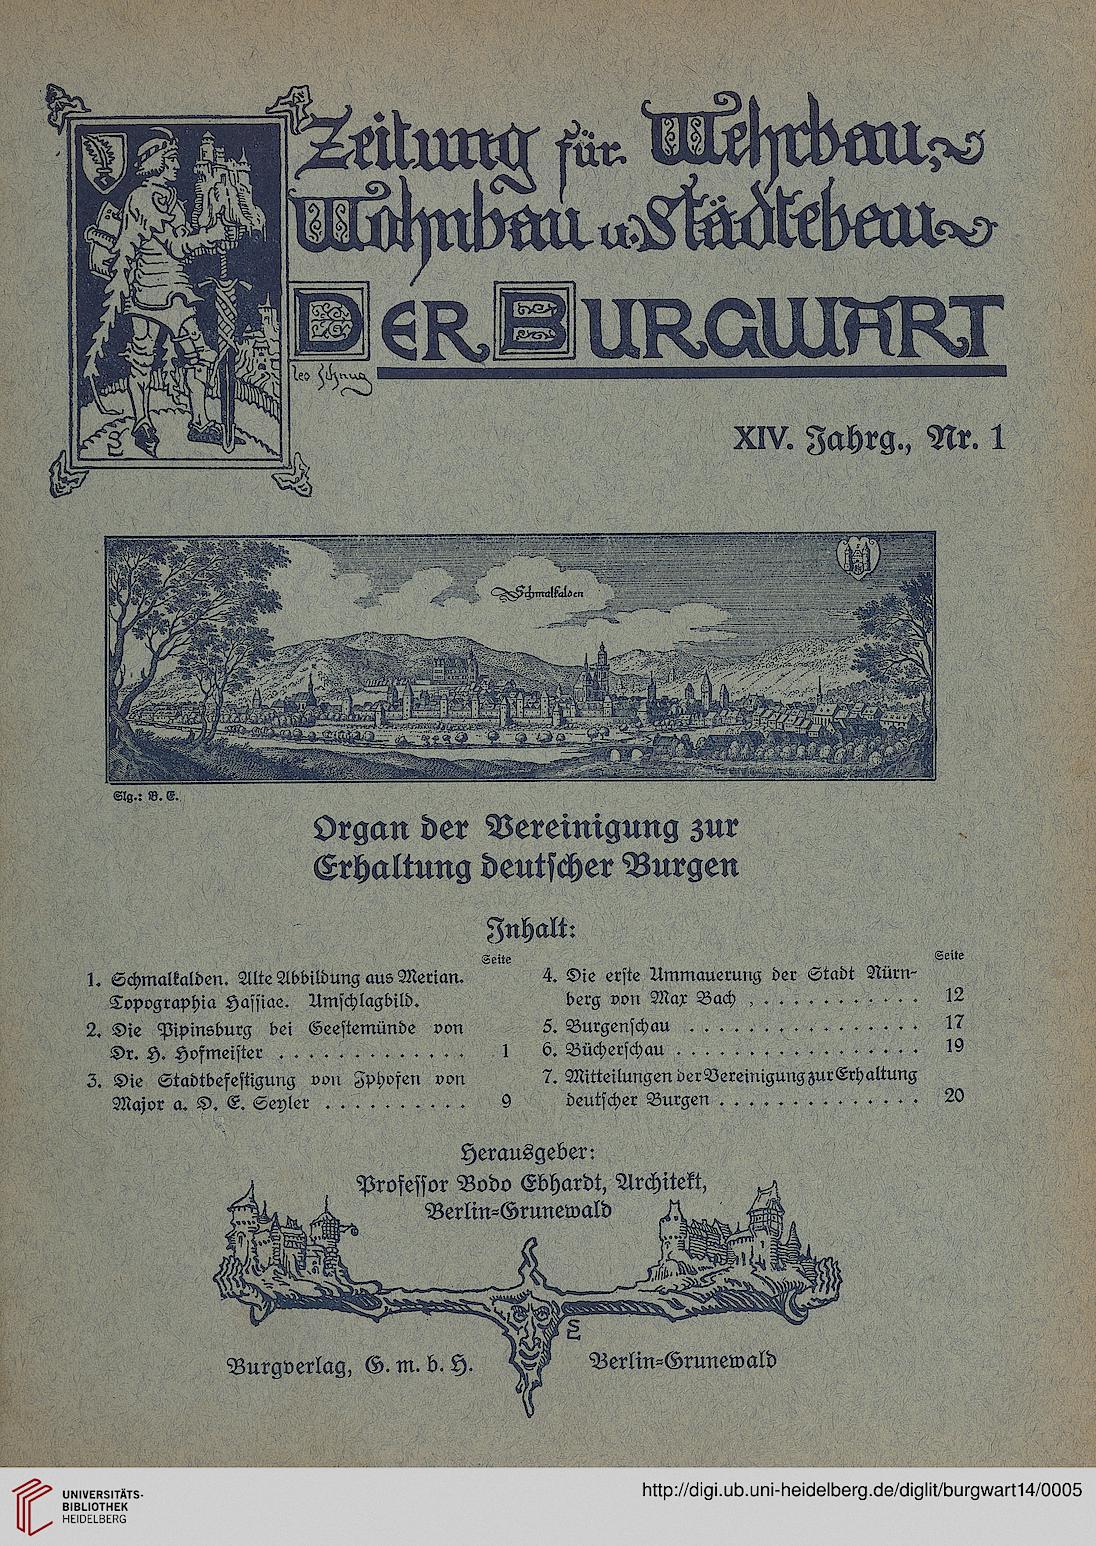 Zeitung für Wehrbau,
Wohnbau u. Städtebau
DER BURGWART
Leo Schnug
XIV. Jahrg., Nr. 1
Schmalkalden
Slg.: B. E.
Organ der Vereinigung zur
Erhaltung deutscher Burgen
Inhalt:
Seite
1. Schmalkalden. Alte Abbildung aus Merian.
Topographia Hassiae. Umschlagbild.
2. Die Pipinsburg bei Geestemünde von
Dr. H. Hofmeister . . . . . . . . . . . . . 1
3. Die Stadtbefestigung von Iphofen von
Major a. D. E. Seyler . . . . . . . . . . 9
Seite
4. Die erste Ummauerung der Stadt Nürn-
berg von Max Bach , . . . . . . . . . . . 12
5. Burgenschau . . . . . . . . . . . . . . . . 17
6. Bücherschau . . . . . . . . . . . . . . . . . 19
7. Mitteilungen der Vereinigung zur Erhaltung
deutscher Burgen . . . . . . . . . . . . . . 20
Herausgeber:
Professor Bodo Ebhardt, Architekt,
Berlin-Grunewald
Burgverlag, G. m. b. H. Berlin-Grunewald
UNIVERSITÄTS-
BIBLIOTHEK
HEIDELBERG
http://digi.ub.uni-heidelberg.de/diglit/burgwart14/0005